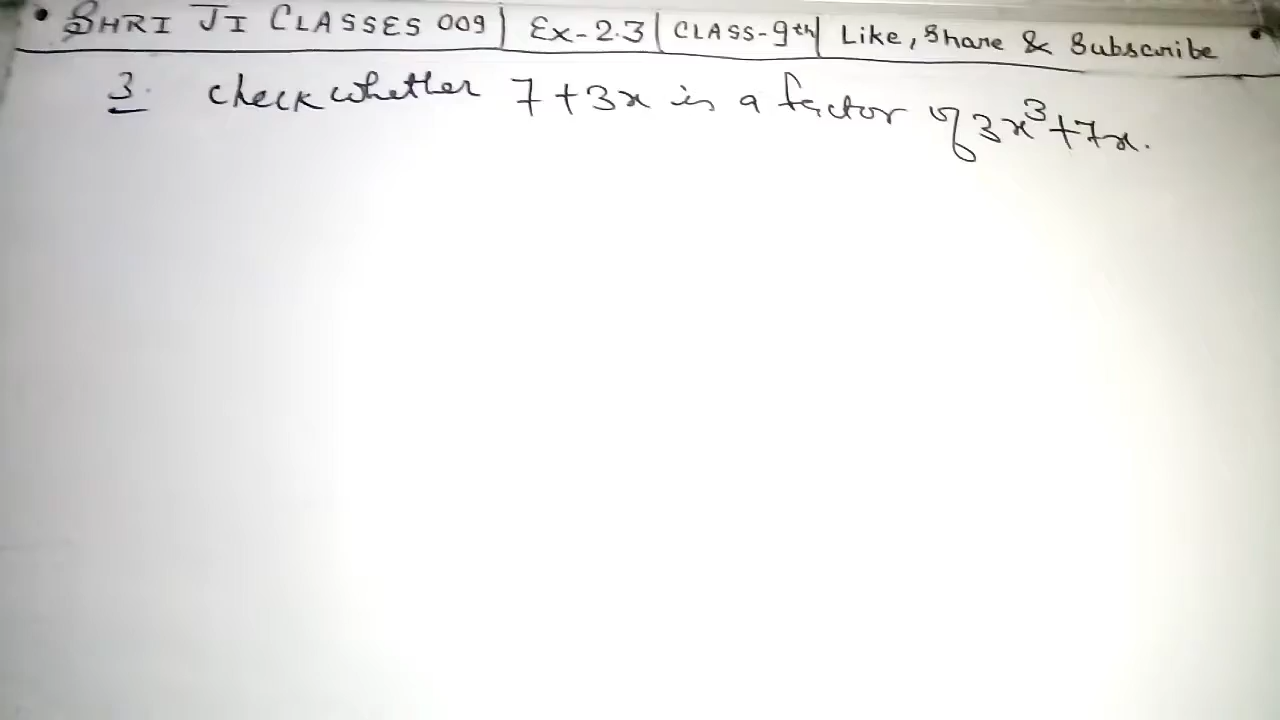 SHRI JI CLASSES 009 | Ex-2.3 | CLASS-9th | Like, Share & Subscribe
3. check whether 7+3x is a factor of 3x³+7x.